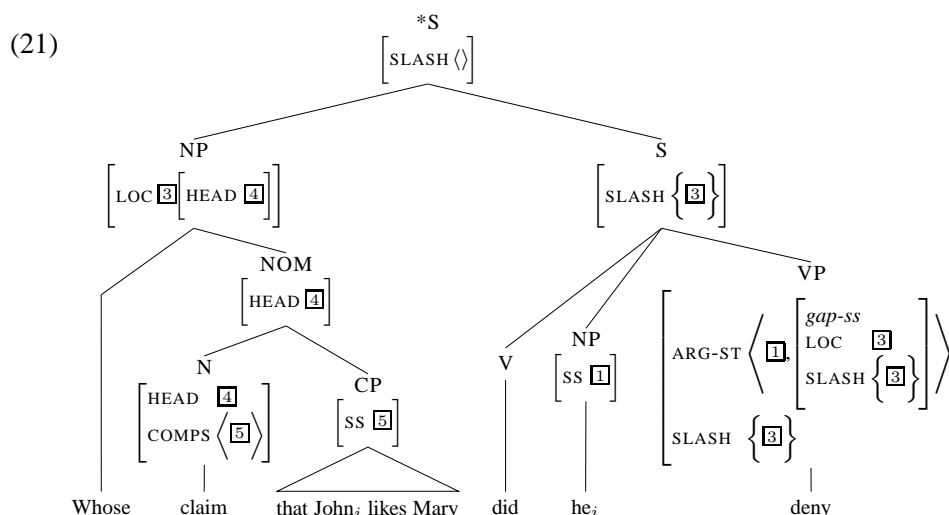 (21)
*S
[SLASH ⟨⟩]
NP
[LOC 3[HEAD 4]]
S
[SLASH {3}]
NOM
[HEAD 4]
VP
[ARG-ST ⟨1, [gap-ss
LOC 3
SLASH {3}]⟩
SLASH {3}]
N
[HEAD 4
COMPS ⟨5⟩]
CP
[SS 5]
V
NP
[SS 1]
Whose claim that John_i likes Mary did he_i deny